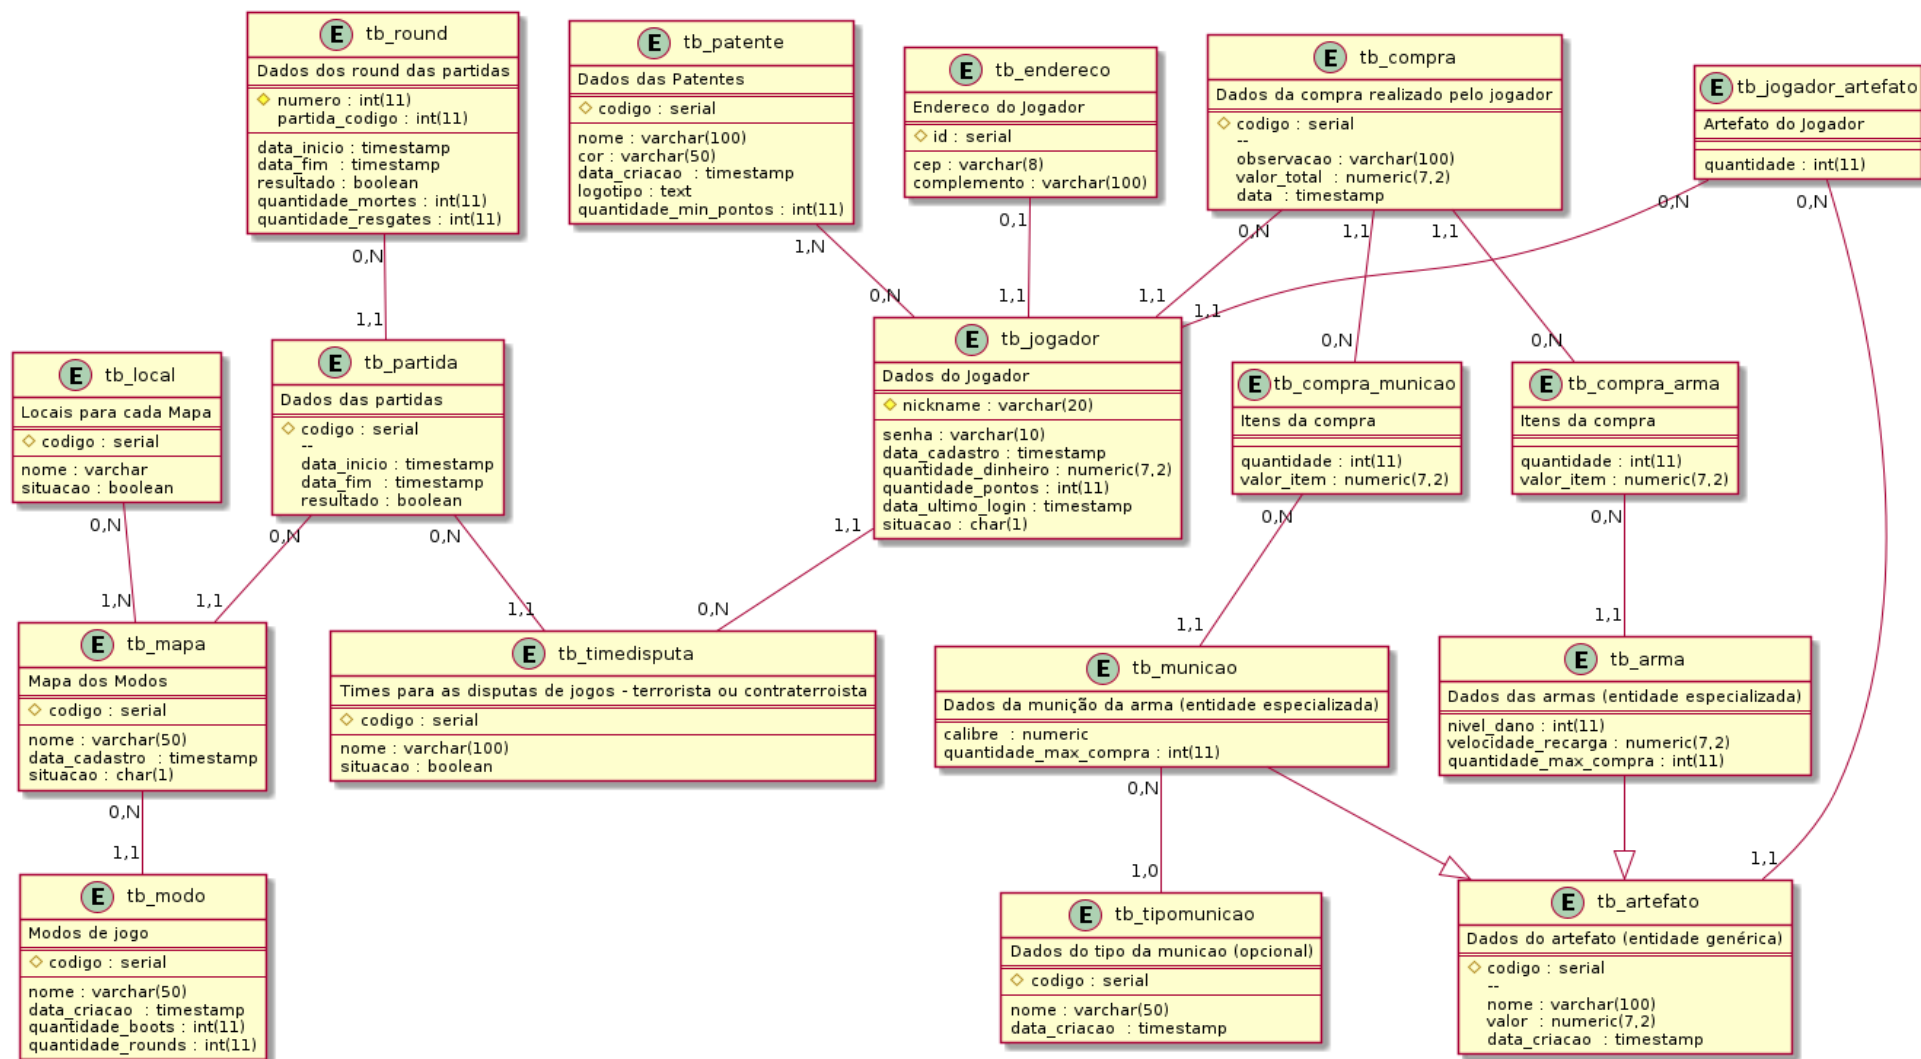 E tb_round
Dados dos round das partidas
numero : int(11)
partida_codigo : int(11)
data_inicio : timestamp
data_fim : timestamp
resultado : boolean
quantidade_mortes : int(11)
quantidade_resgates : int(11)
E tb_patente
Dados das Patentes
codigo : serial
nome : varchar(100)
cor : varchar(50)
data_criacao : timestamp
logotipo : text
quantidade_min_pontos : int(11)
E tb_endereco
Endereco do Jogador
id : serial
cep : varchar(8)
complemento : varchar(100)
E tb_compra
Dados da compra realizado pelo jogador
codigo : serial
--
observacao : varchar(100)
valor_total : numeric(7,2)
data : timestamp
E tb_jogador_artefato
Artefato do Jogador
quantidade : int(11)
0,N
1,1
1,N
0,N
0,1
1,1
0,N
1,1
1,1
0,N
1,1
0,N
0,N
1,1
0,N
1,1
E tb_local
Locais para cada Mapa
codigo : serial
nome : varchar
situacao : boolean
E tb_partida
Dados das partidas
codigo : serial
--
data_inicio : timestamp
data_fim : timestamp
resultado : boolean
E tb_jogador
Dados do Jogador
nickname : varchar(20)
senha : varchar(10)
data_cadastro : timestamp
quantidade_dinheiro : numeric(7,2)
quantidade_pontos : int(11)
data_ultimo_login : timestamp
situacao : char(1)
E tb_compra_municao
Itens da compra
quantidade : int(11)
valor_item : numeric(7,2)
E tb_compra_arma
Itens da compra
quantidade : int(11)
valor_item : numeric(7,2)
0,N
1,N
0,N
1,1
0,N
1,1
1,1
0,N
0,N
1,1
0,N
1,1
E tb_mapa
Mapa dos Modos
codigo : serial
nome : varchar(50)
data_cadastro : timestamp
situacao : char(1)
E tb_timedisputa
Times para as disputas de jogos - terrorista ou contraterroista
codigo : serial
nome : varchar(100)
situacao : boolean
E tb_municao
Dados da munição da arma (entidade especializada)
calibre : numeric
quantidade_max_compra : int(11)
E tb_arma
Dados das armas (entidade especializada)
nivel_dano : int(11)
velocidade_recarga : numeric(7,2)
quantidade_max_compra : int(11)
0,N
1,1
0,N
1,0
E tb_modo
Modos de jogo
codigo : serial
nome : varchar(50)
data_criacao : timestamp
quantidade_boots : int(11)
quantidade_rounds : int(11)
E tb_tipomunicao
Dados do tipo da municao (opcional)
codigo : serial
nome : varchar(50)
data_criacao : timestamp
E tb_artefato
Dados do artefato (entidade genérica)
codigo : serial
--
nome : varchar(100)
valor : numeric(7,2)
data_criacao : timestamp